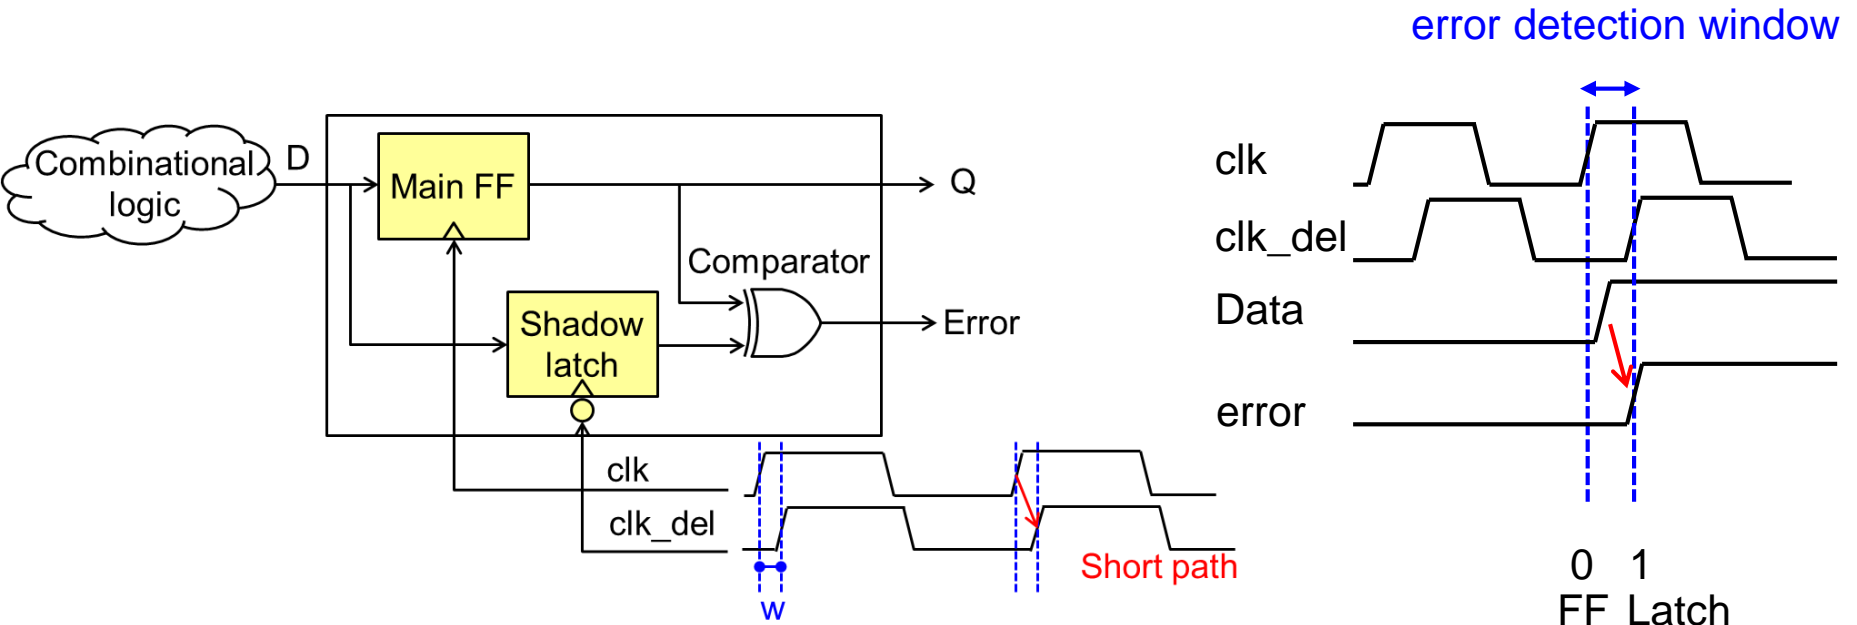 error detection window
Combinational
logic
D
Main FF
Q
Comparator
Shadow
latch
Error
clk
clk_del
w
Short path
clk
clk_del
Data
error
0 1
FF Latch